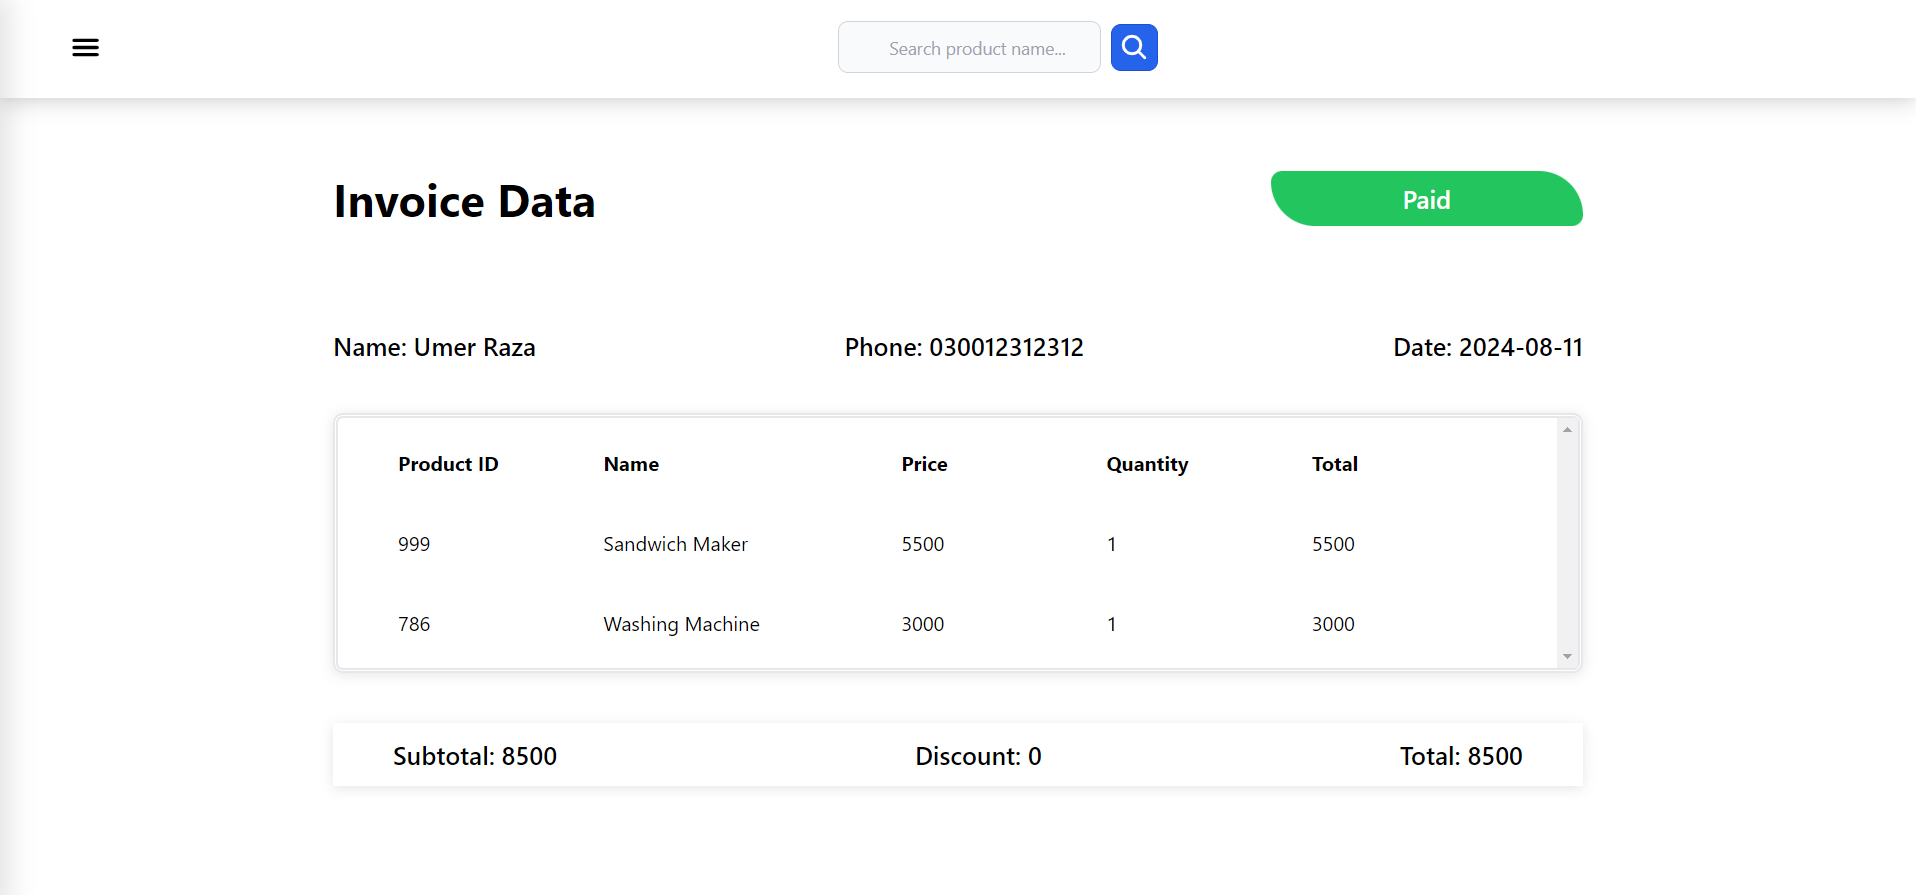 Search product name...
Invoice Data
Paid
Name: Umer Raza Phone: 030012312312 Date: 2024-08-11
Product ID Name Price Quantity Total
999 Sandwich Maker 5500 1 5500
786 Washing Machine 3000 1 3000
Subtotal: 8500 Discount: 0 Total: 8500